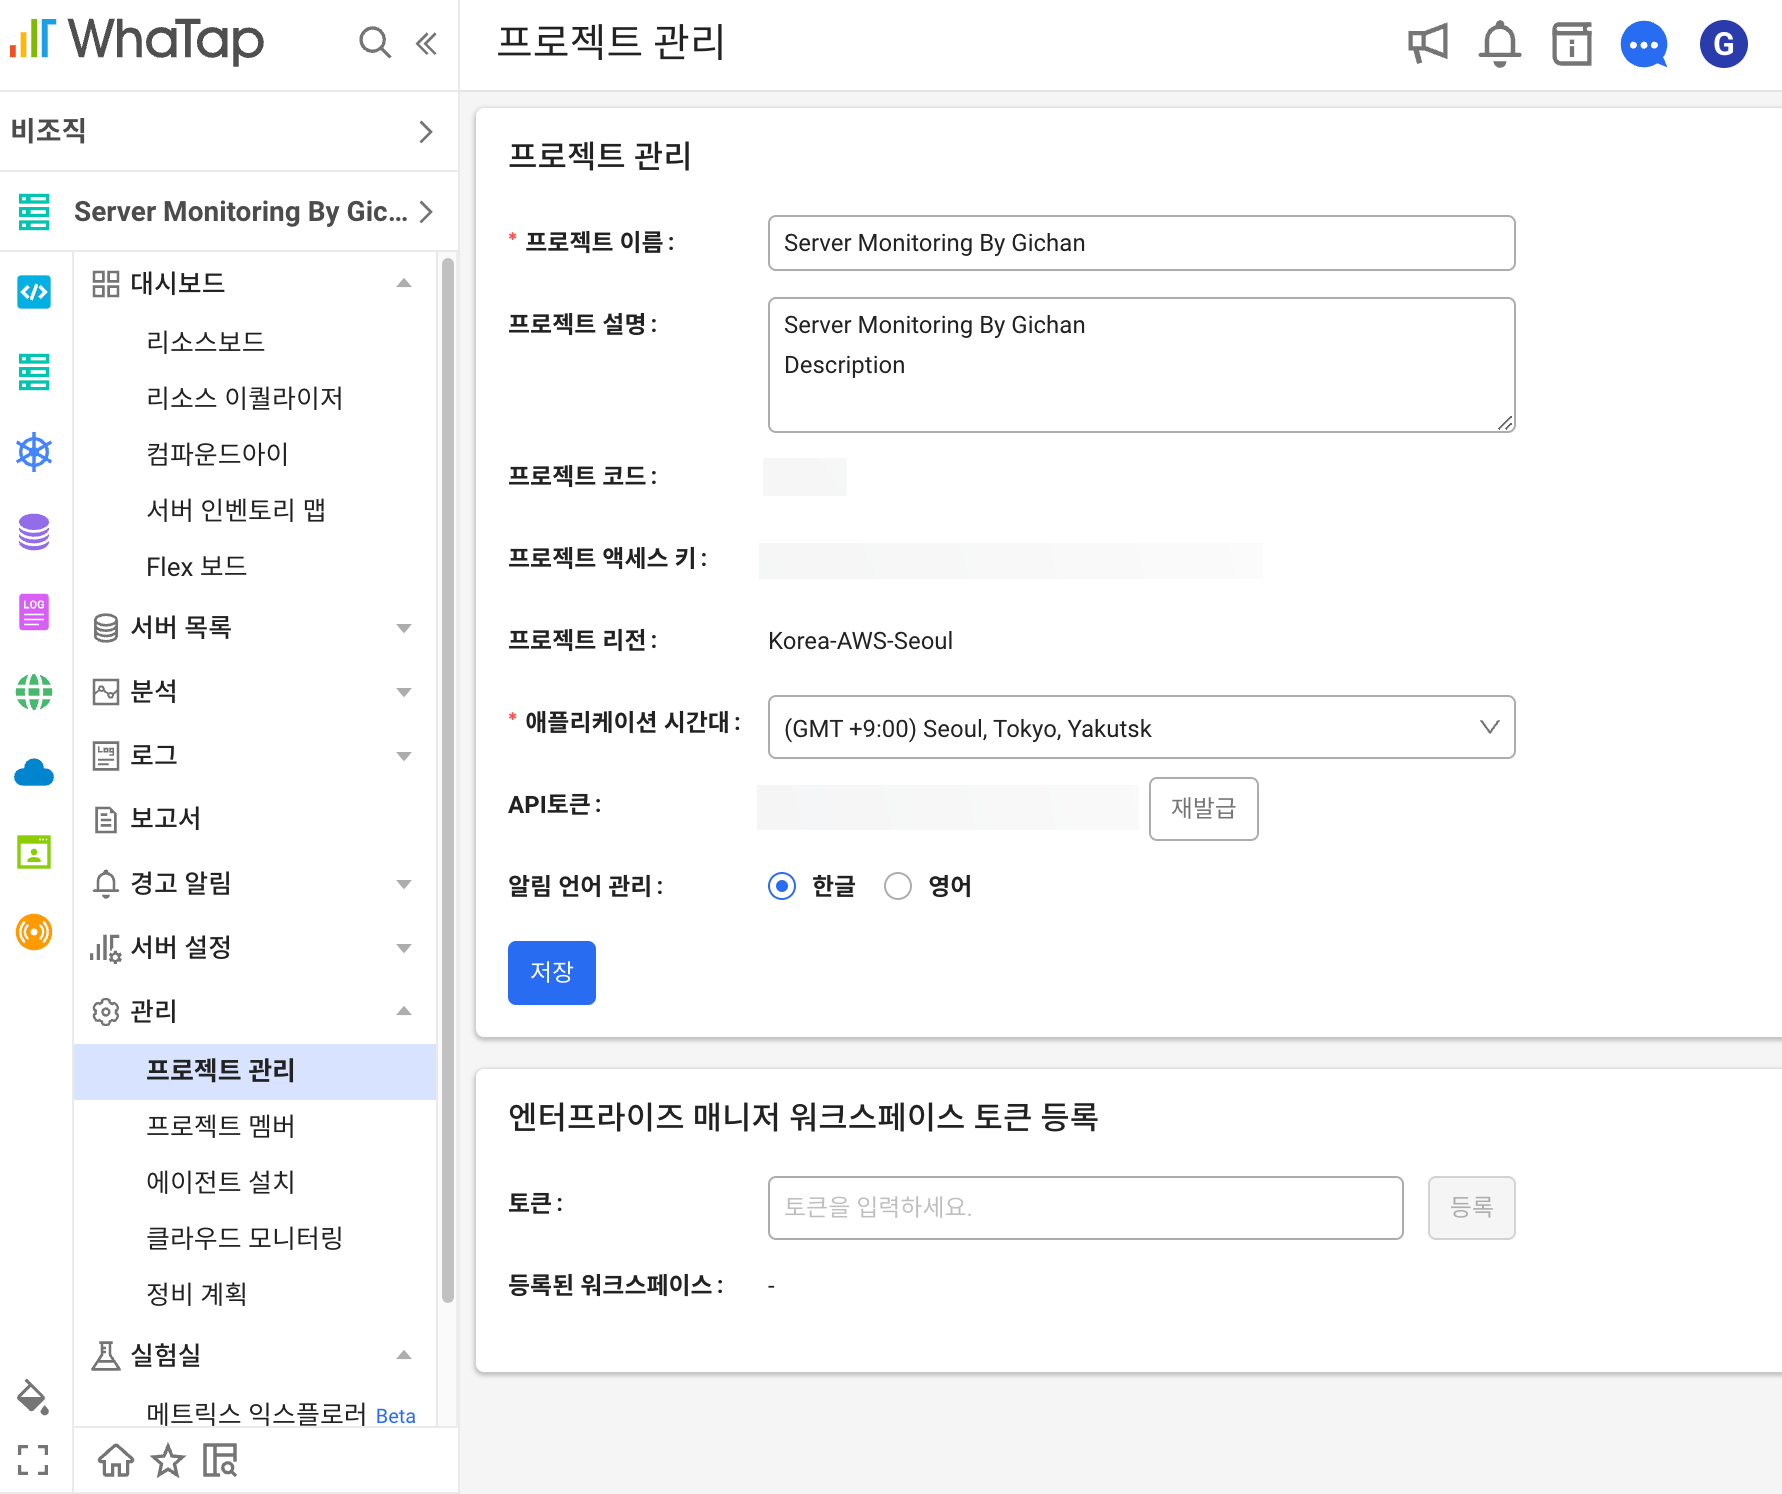 WhaTap
프로젝트 관리
G
비조직
Server Monitoring By Gic...
대시보드
리소스보드
리소스 이퀄라이저
컴파운드아이
서버 인벤토리 맵
Flex 보드
서버 목록
분석
로그
보고서
경고 알림
서버 설정
관리
프로젝트 관리
프로젝트 멤버
에이전트 설치
클라우드 모니터링
정비 계획
실험실
메트릭스 익스플로러 Beta
LOG
Log
프로젝트 관리
* 프로젝트 이름 : Server Monitoring By Gichan
프로젝트 설명 : Server Monitoring By Gichan
Description
프로젝트 코드 :
프로젝트 액세스 키 :
프로젝트 리전 : Korea-AWS-Seoul
* 애플리케이션 시간대 : (GMT +9:00) Seoul, Tokyo, Yakutsk
API토큰 : 재발급
알림 언어 관리 : 한글 영어
저장
엔터프라이즈 매니저 워크스페이스 토큰 등록
토큰 : 토큰을 입력하세요. 등록
등록된 워크스페이스 : -